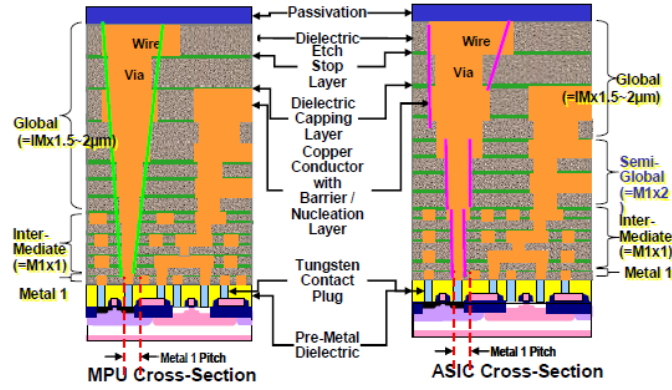 Passivation
Dielectric
Etch
Stop
Layer
Dielectric
Capping
Layer
Copper
Conductor
with
Barrier /
Nucleation
Layer
Tungsten
Contact
Plug
Pre-Metal
Dielectric
Wire
Via
Global
(=IMx1.5~2µm)
Inter-
Mediate
(=M1x1)
Metal 1
Metal 1 Pitch
MPU Cross-Section
Wire
Via
Global
(=IMx1.5~2µm)
Semi-
Global
(=M1x2
)
Inter-
Mediate
(=M1x1)
Metal 1
Metal 1 Pitch
ASIC Cross-Section